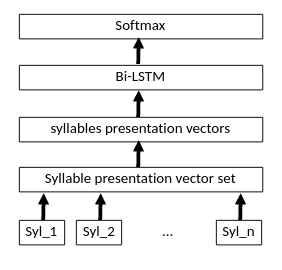 Softmax
Bi-LSTM
syllables presentation vectors
Syllable presentation vector set
Syl_1 Syl_2 ... Syl_n